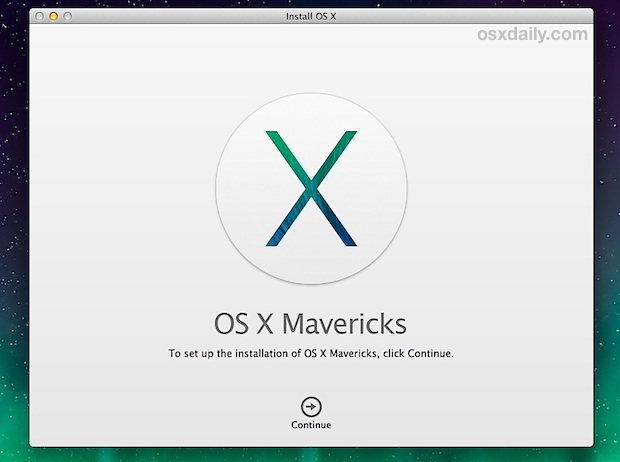 Install OS X
osxdaily.com
X
OS X Mavericks
To set up the installation of OS X Mavericks, click Continue.
Continue